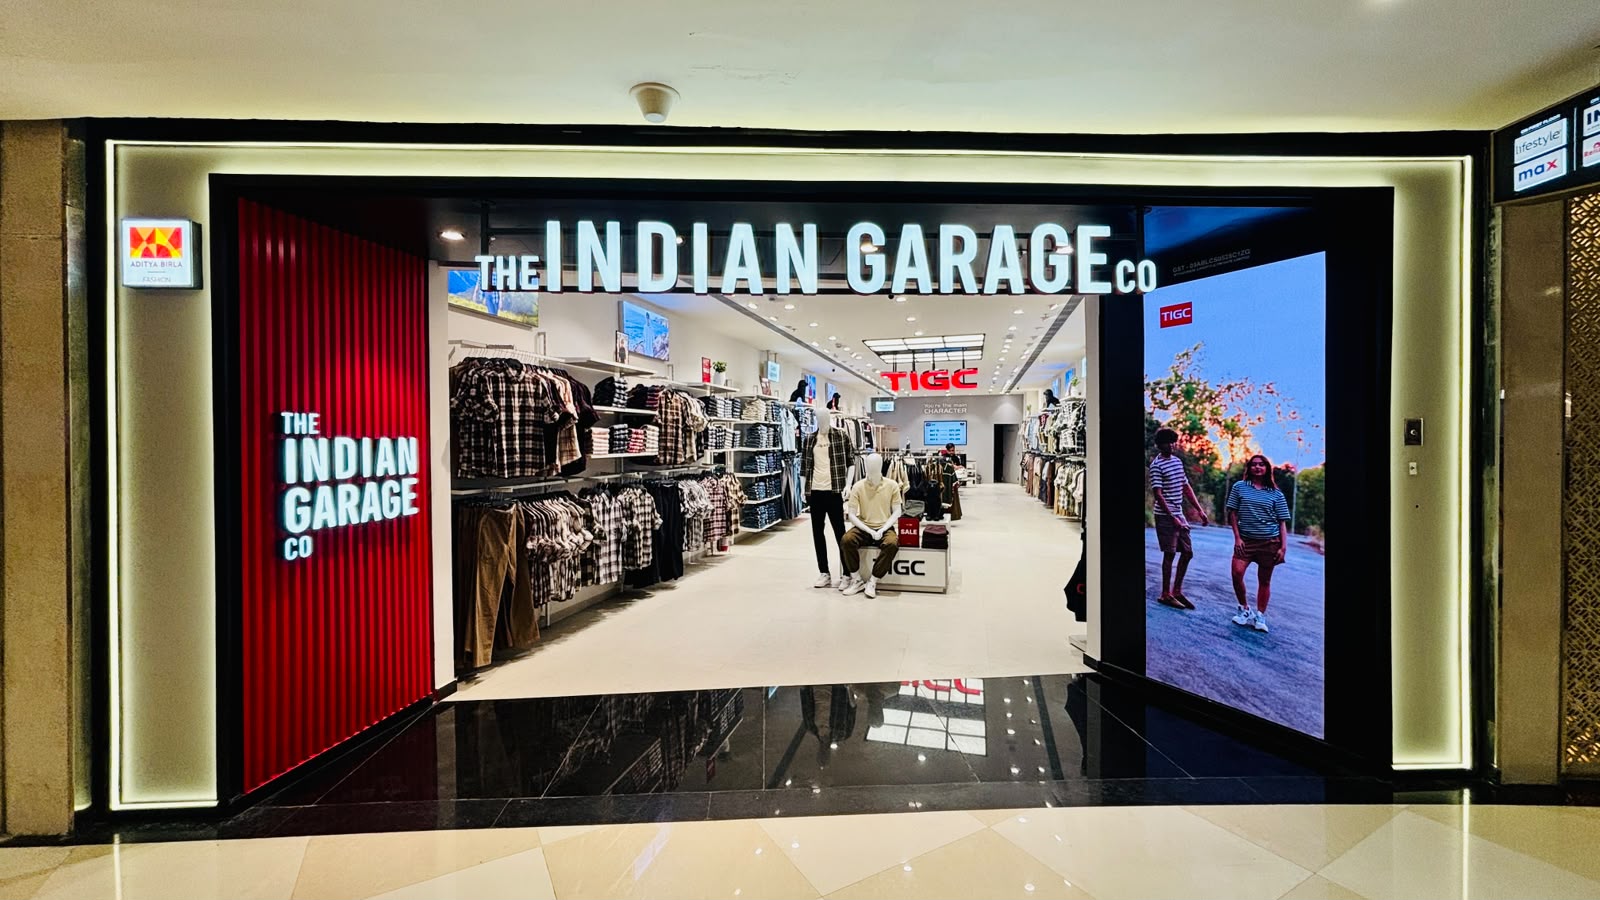 THE INDIAN GARAGE CO
ADITYA BIRLA
FASHION
THE
INDIAN
GARAGE
CO
TIGC
TIGC
You're the main
CHARACTER
SALE
lifestyle
max